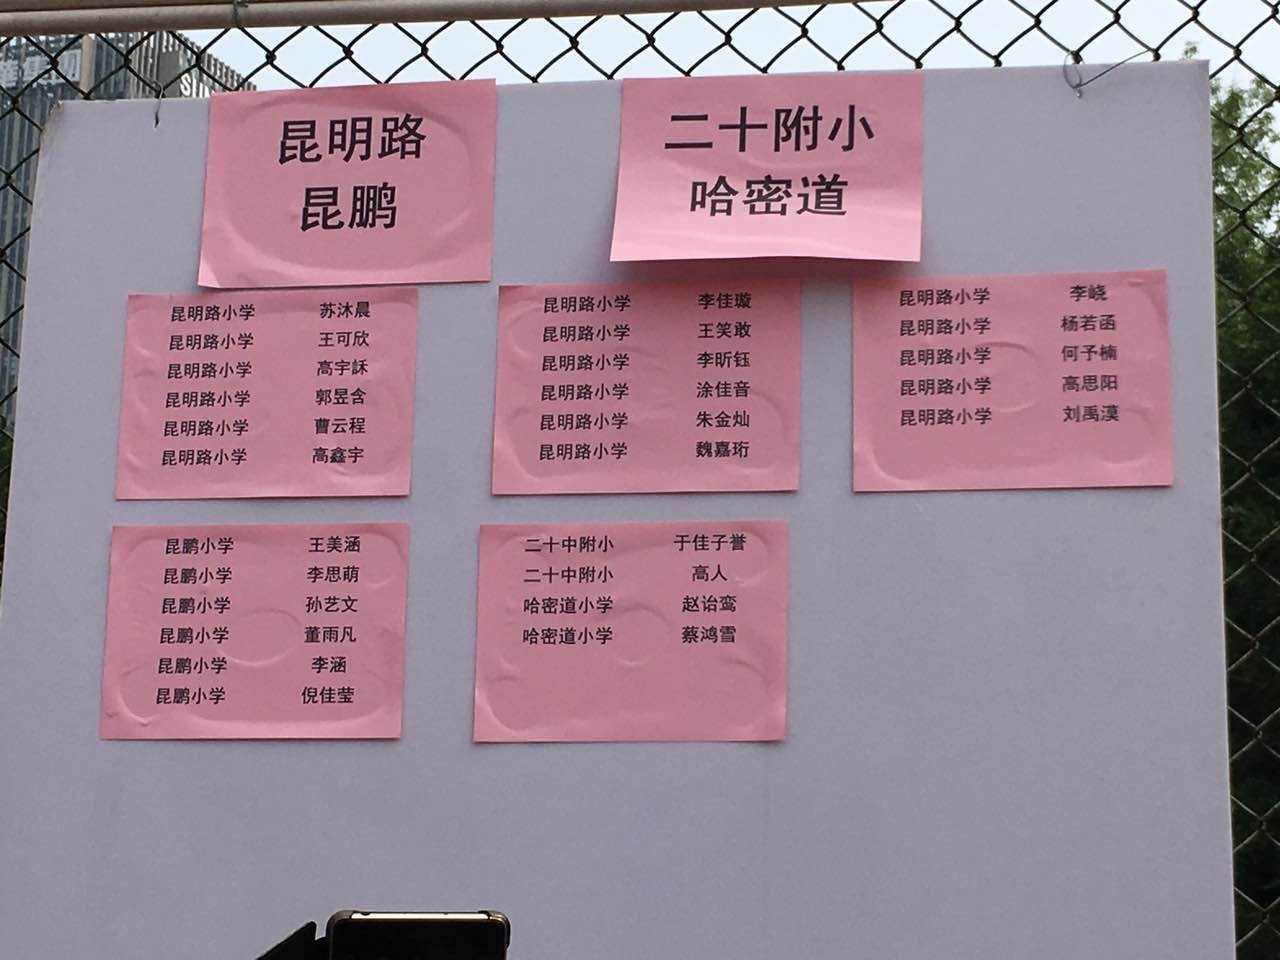 昆明路
昆鹏
二十附小
哈密道
昆明路小学 苏沐晨
昆明路小学 王可欣
昆明路小学 高宇訸
昆明路小学 郭昱含
昆明路小学 曹云程
昆明路小学 高鑫宇
昆明路小学 李佳璇
昆明路小学 王笑敢
昆明路小学 李昕钰
昆明路小学 涂佳音
昆明路小学 朱金灿
昆明路小学 魏嘉珩
昆明路小学 李峣
昆明路小学 杨若函
昆明路小学 何予楠
昆明路小学 高思阳
昆明路小学 刘禹漠
昆鹏小学 王美涵
昆鹏小学 李思萌
昆鹏小学 孙艺文
昆鹏小学 董雨凡
昆鹏小学 李涵
昆鹏小学 倪佳莹
二十中附小 于佳子誉
二十中附小 高人
哈密道小学 赵诒鸾
哈密道小学 蔡鸿雪